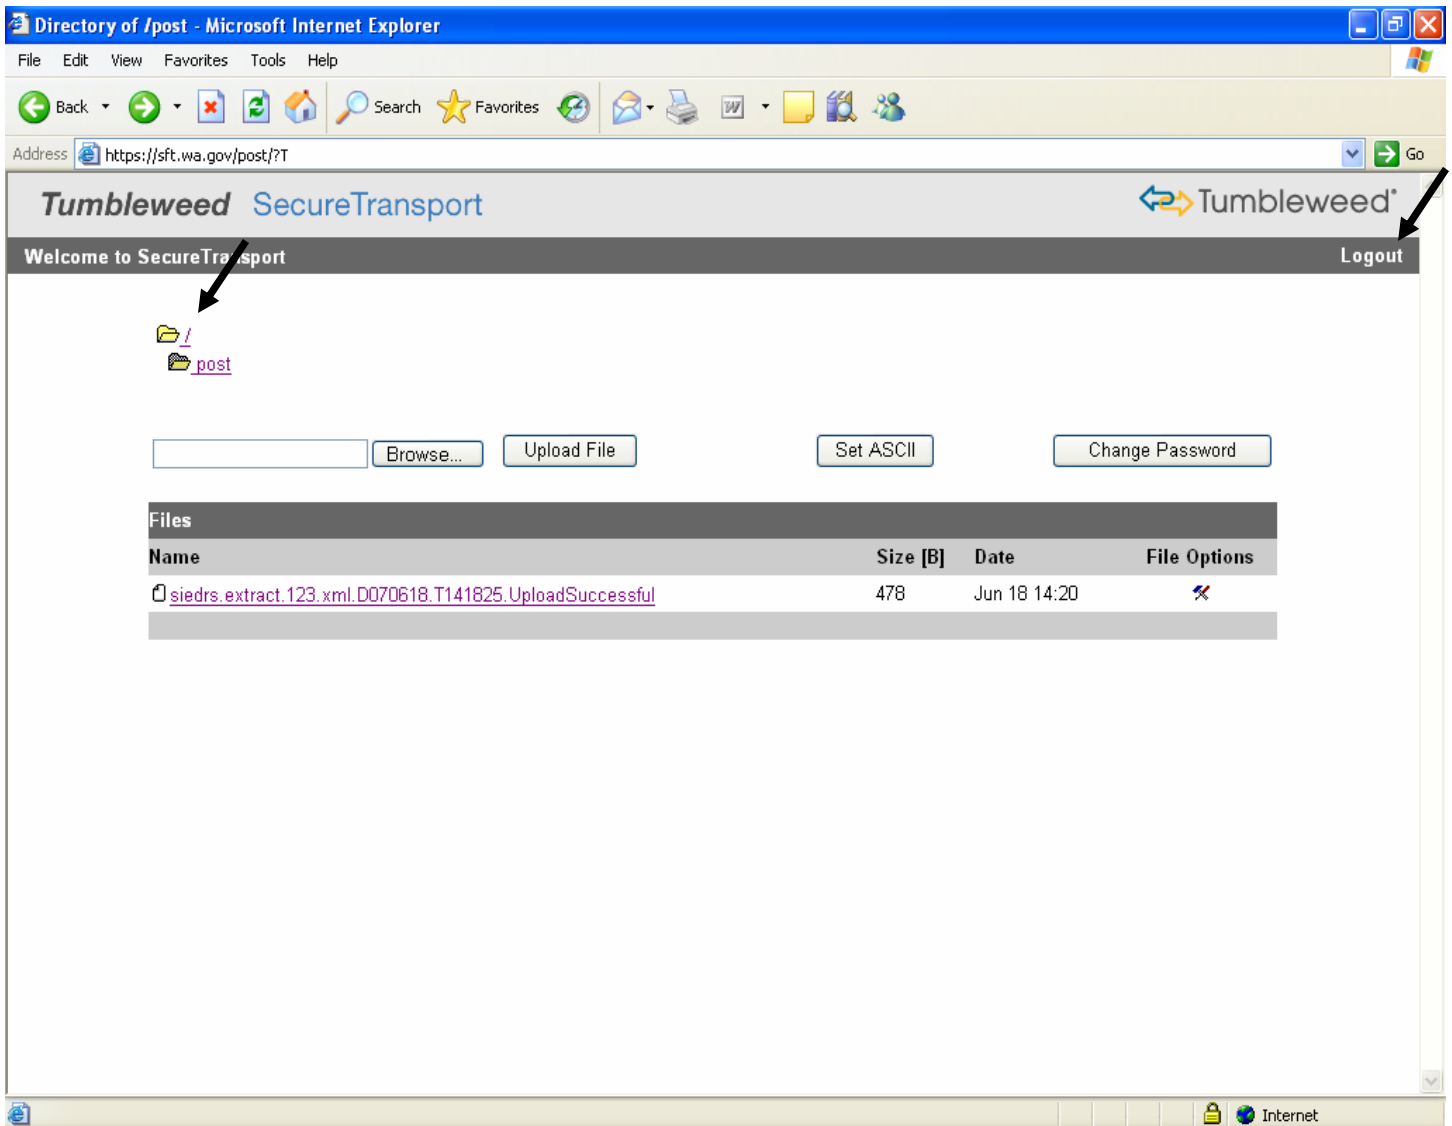 Directory of /post - Microsoft Internet Explorer
File Edit View Favorites Tools Help
Back Search Favorites
Address https://sft.wa.gov/post/?T Go
Tumbleweed SecureTransport Tumbleweed
Welcome to SecureTransport Logout
/
post
Browse... Upload File Set ASCII Change Password
Files
Name Size [B] Date File Options
siedrs.extract.123.xml.D070618.T141825.UploadSuccessful 478 Jun 18 14:20
Internet